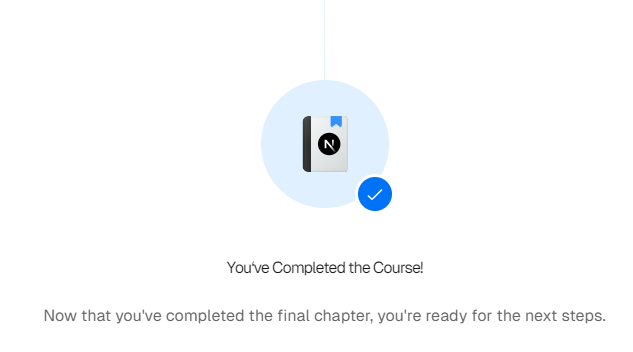 N
You've Completed the Course!
Now that you've completed the final chapter, you're ready for the next steps.